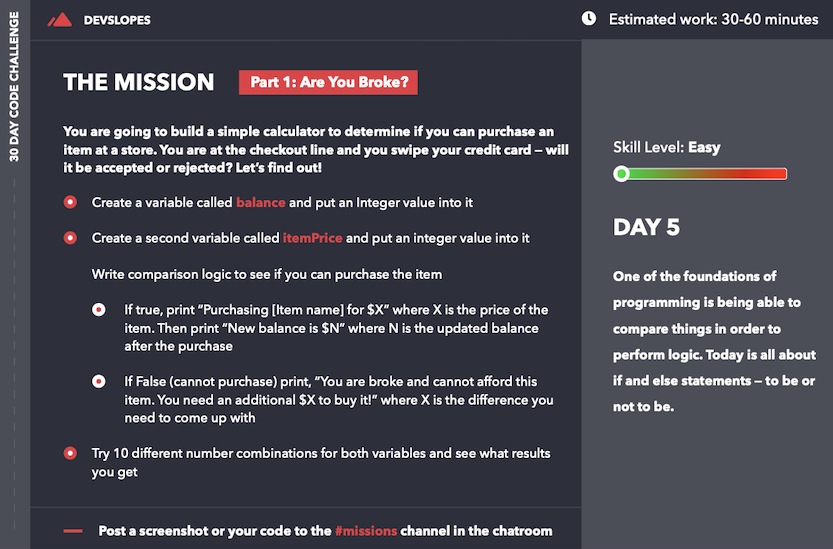 30 DAY CODE CHALLENGE
DEVSLOPES
Estimated work: 30-60 minutes
THE MISSION
Part 1: Are You Broke?
You are going to build a simple calculator to determine if you can purchase an
item at a store. You are at the checkout line and you swipe your credit card – will
it be accepted or rejected? Let's find out!
Create a variable called balance and put an Integer value into it
Create a second variable called itemPrice and put an integer value into it
Write comparison logic to see if you can purchase the item
If true, print “Purchasing [Item name] for $X” where X is the price of the
item. Then print “New balance is $N” where N is the updated balance
after the purchase
If False (cannot purchase) print, “You are broke and cannot afford this
item. You need an additional $X to buy it!” where X is the difference you
need to come up with
Try 10 different number combinations for both variables and see what results
you get
Post a screenshot or your code to the #missions channel in the chatroom
Skill Level: Easy
DAY 5
One of the foundations of
programming is being able to
compare things in order to
perform logic. Today is all about
if and else statements – to be or
not to be.